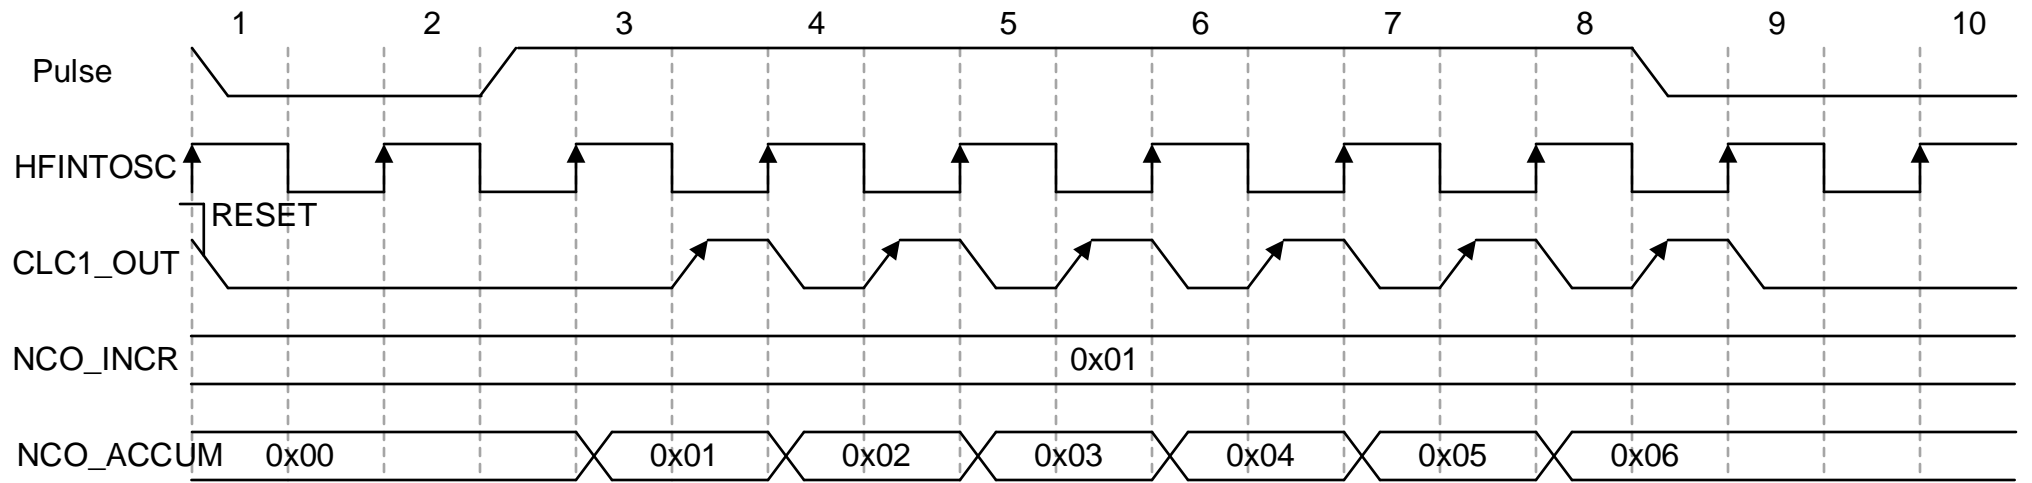 1 2 3 4 5 6 7 8 9 10
Pulse
HFINTOSC
RESET
CLC1_OUT
NCO_INCR 0x01
NCO_ACCUM 0x00 0x01 0x02 0x03 0x04 0x05 0x06